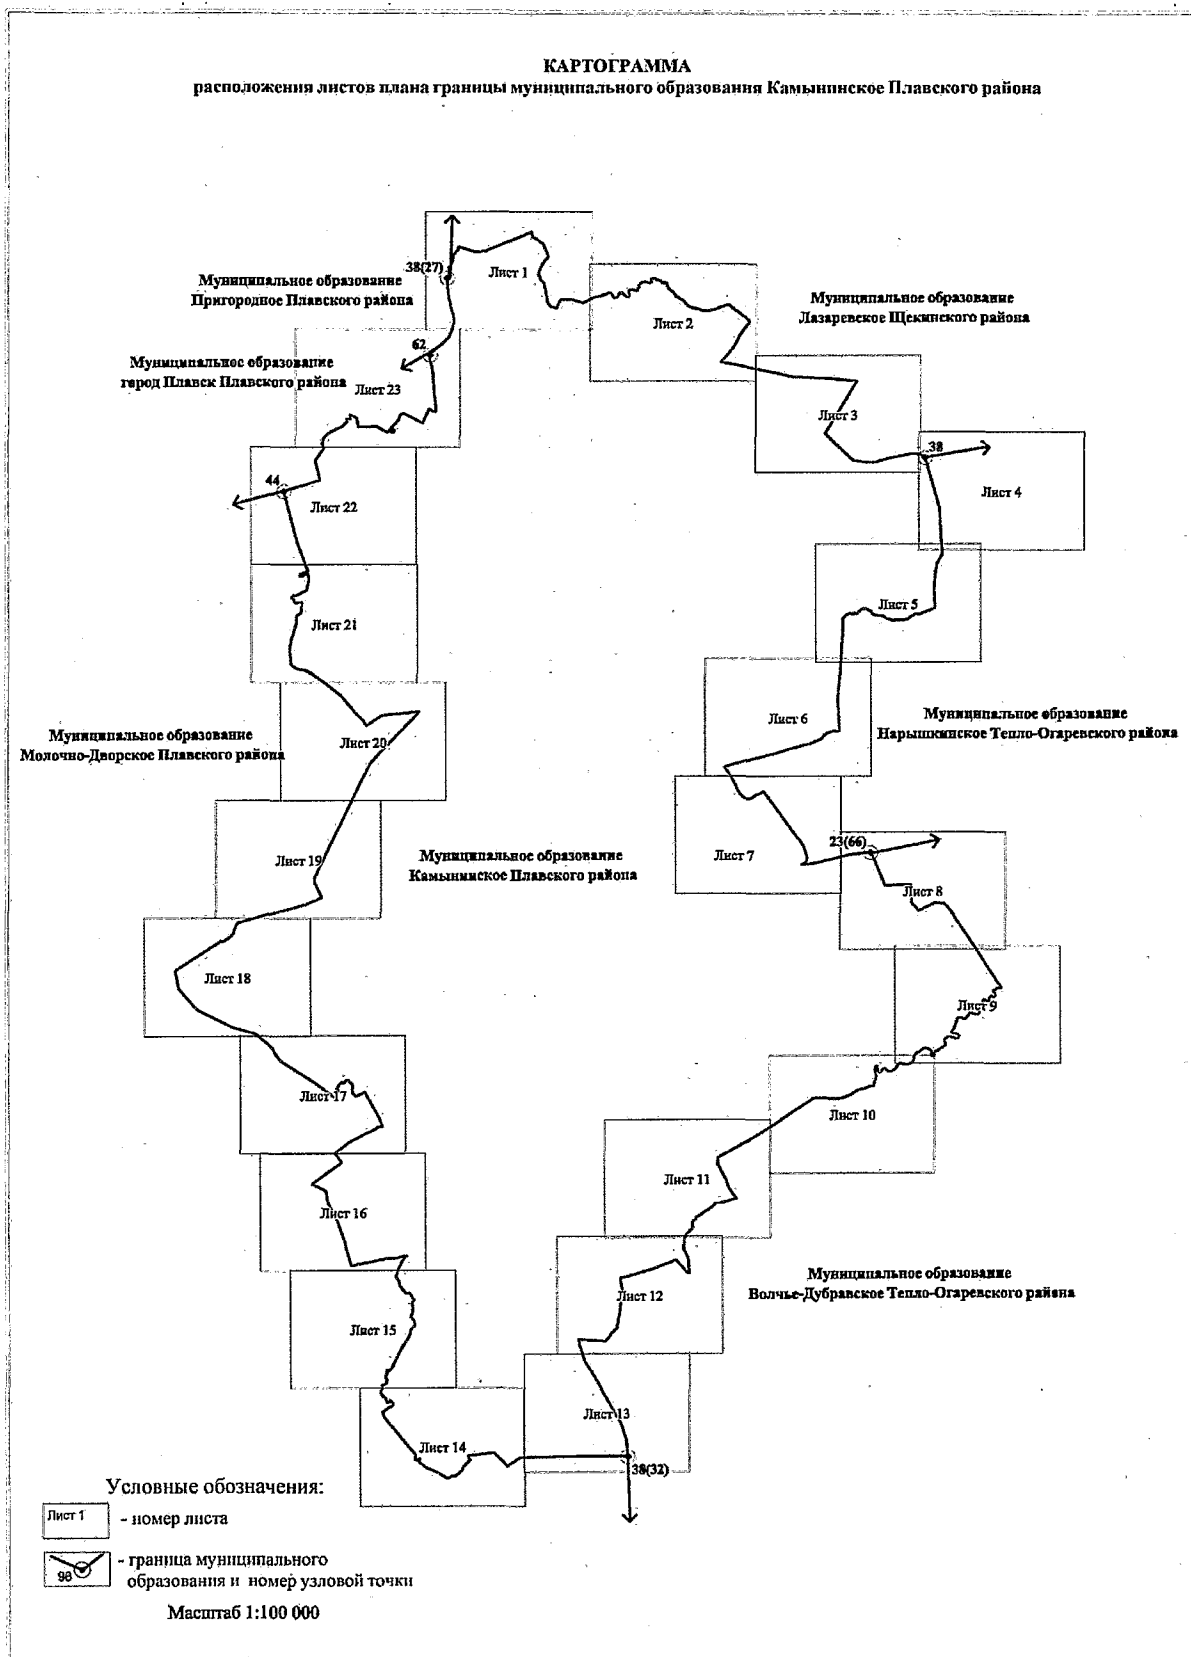 КАРТОГРАММА
расположения листов плана границы муниципального образования Камынинское Плавского района
38(27)
Лист 1
Муниципальное образование
Пригородное Плавского района
Муниципальное образование
Лазаревское Щекинского района
Лист 2
62
Муниципальное образование
город Плавск Плавского района
Лист 23
Лист 3
38
44
Лист 4
Лист 22
Лист 5
Лист 21
Лист 6
Муниципальное образование
Нарышкинское Тепло-Огаревского района
Муниципальное образование
Молочно-Дворское Плавского района
Лист 20
23(66)
Лист 7
Муниципальное образование
Камынинское Плавского района
Лист 19
Лист 8
Лист 18
Лист 9
Лист 17
Лист 10
Лист 11
Лист 16
Муниципальное образование
Волчье-Дубравское Тепло-Огаревского района
Лист 12
Лист 15
Лист 13
Лист 14
38(32)
Условные обозначения:
Лист 1
- номер листа
98
- граница муниципального
образования и номер узловой точки
Масштаб 1:100 000